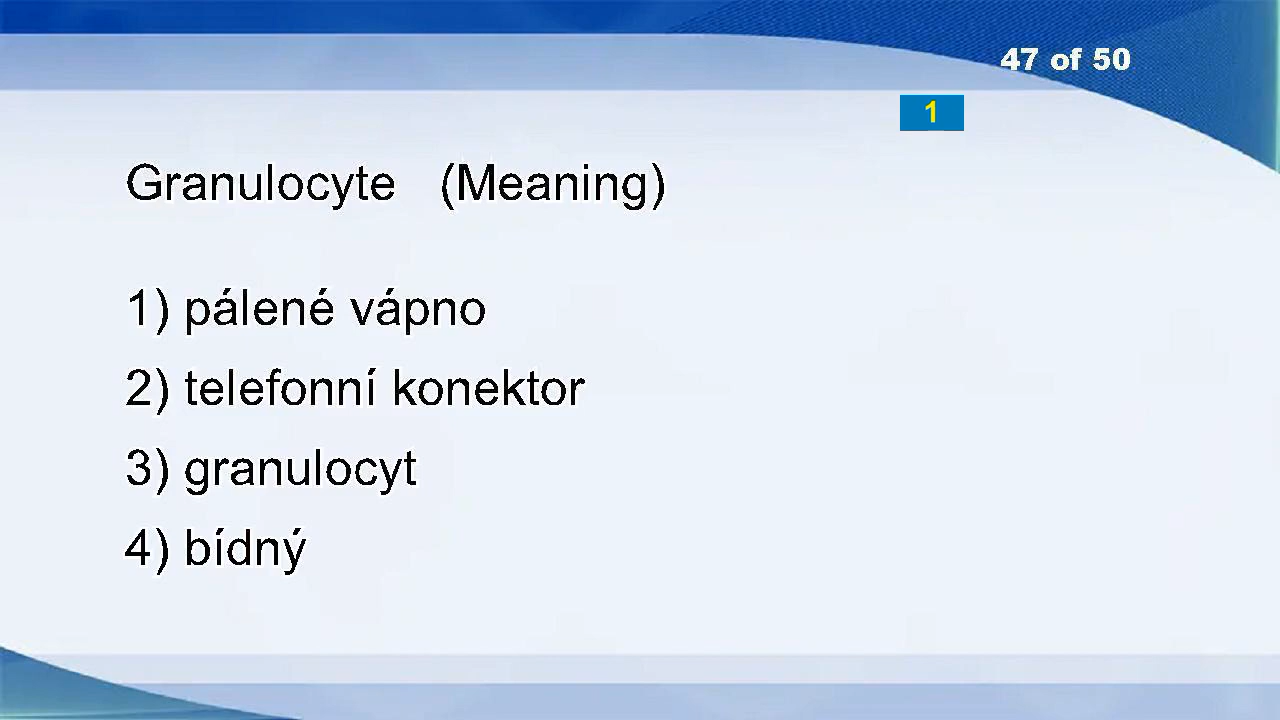 47 of 50
1
Granulocyte (Meaning)
1) pálené vápno
2) telefonní konektor
3) granulocyt
4) bídný